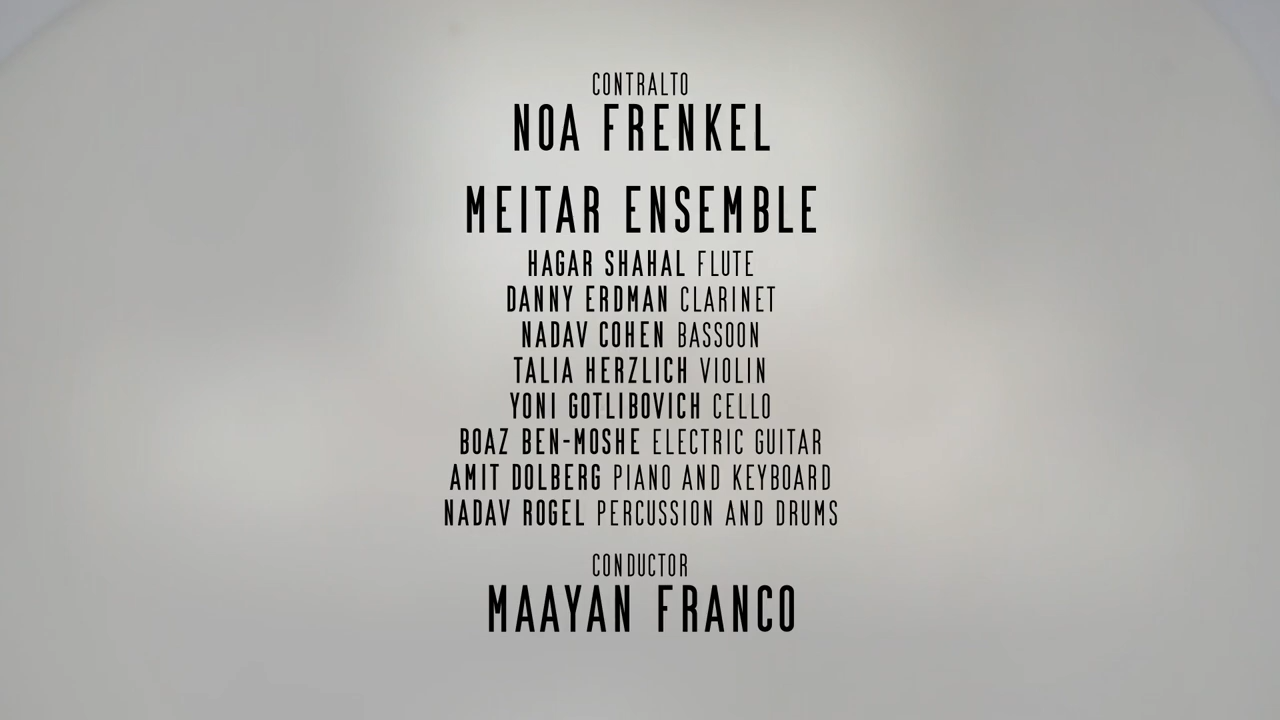 CONTRALTO
NOA FRENKEL
MEITAR ENSEMBLE
HAGAR SHAHAL FLUTE
DANNY ERDMAN CLARINET
NADAV COHEN BASSOON
TALIA HERZLICH VIOLIN
YONI GOTLIBOVICH CELLO
BOAZ BEN-MOSHE ELECTRIC GUITAR
AMIT DOLBERG PIANO AND KEYBOARD
NADAV ROGEL PERCUSSION AND DRUMS
CONDUCTOR
MAAYAN FRANCO